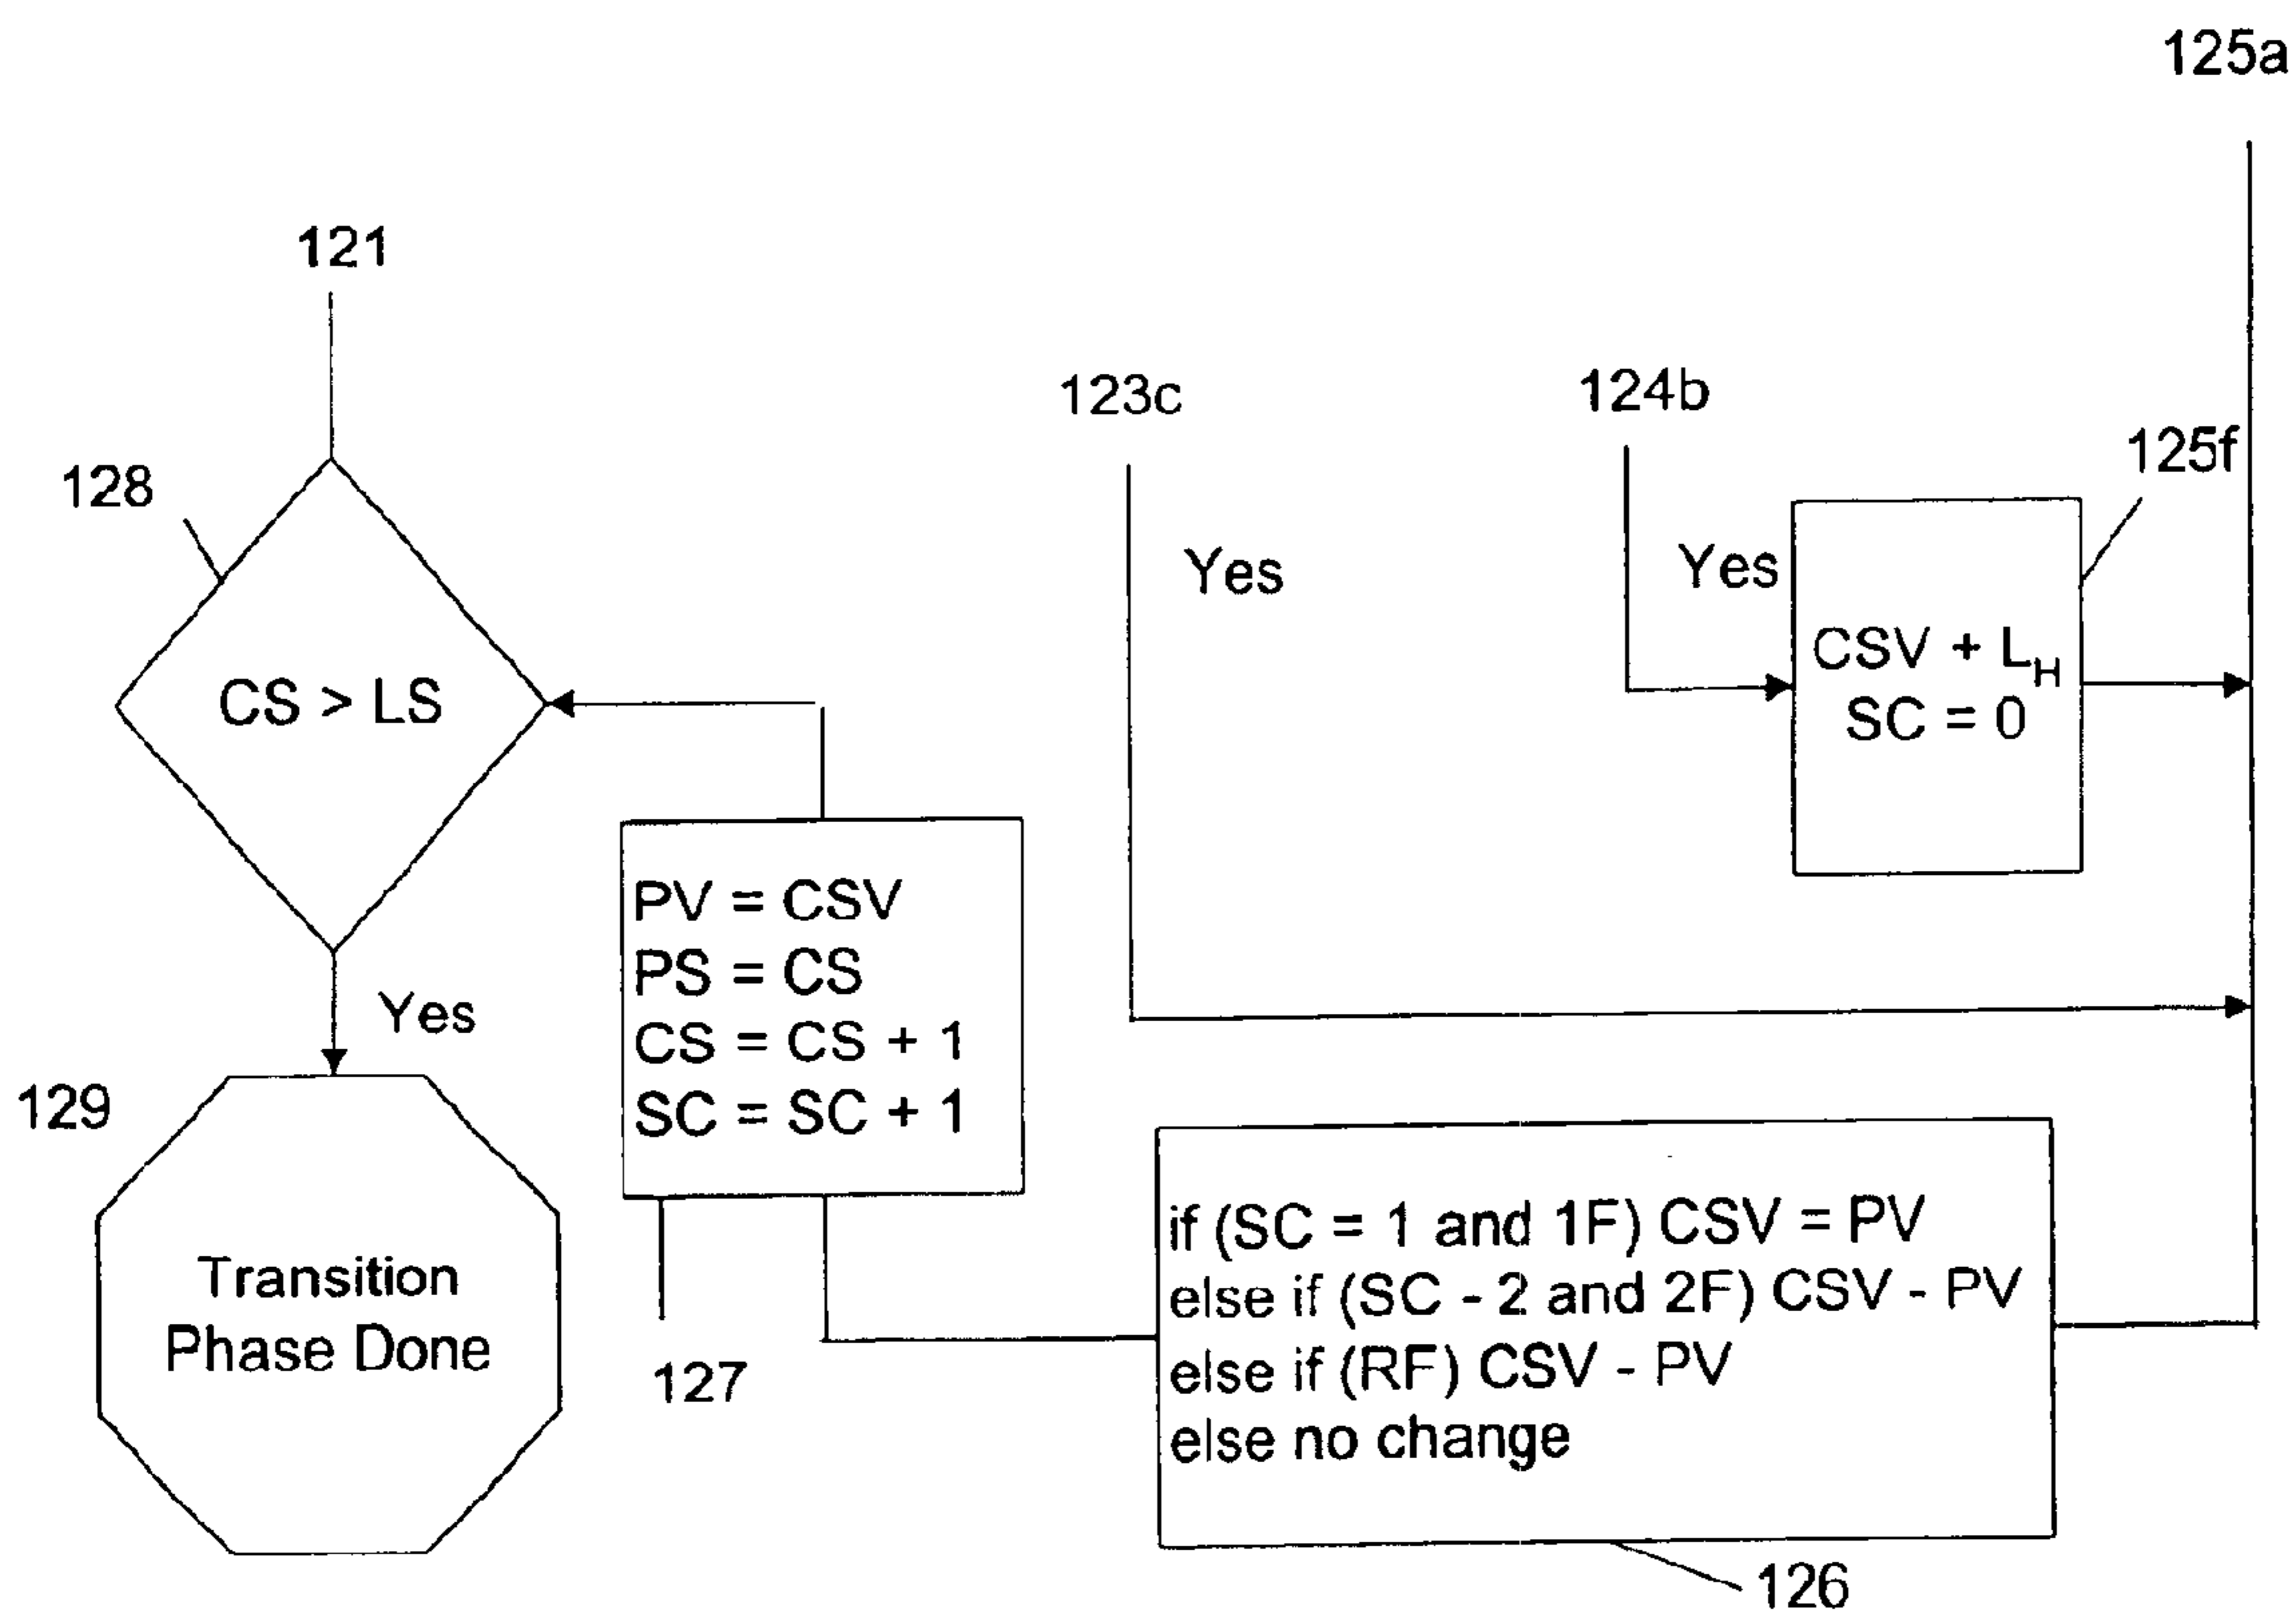 125a
121
123c
124b
125f
128
Yes
Yes
CSV + L_H
SC = 0
CS > LS
PV = CSV
PS = CS
CS = CS + 1
SC = SC + 1
Yes
129
Transition
Phase Done
127
if (SC = 1 and 1F) CSV = PV
else if (SC - 2 and 2F) CSV - PV
else if (RF) CSV - PV
else no change
126